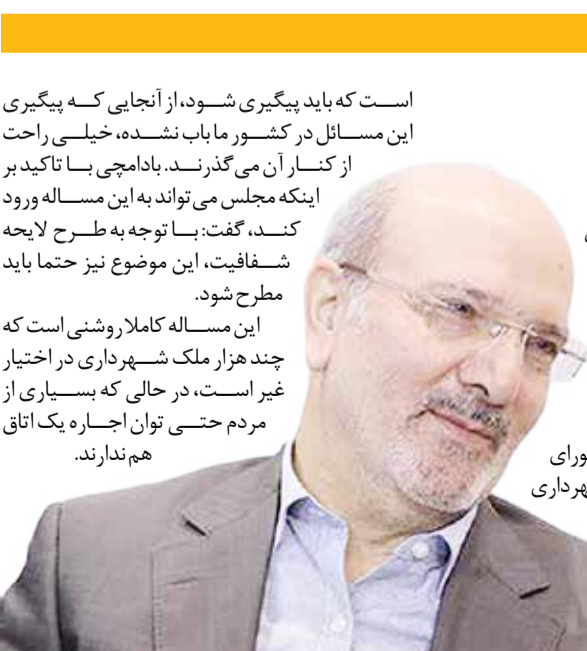 است که باید پیگیری شود، از آنجایی که پیگیری
این مسائل در کشور ما باب نشده، خیلی راحت
از کنار آن می‌گذرند. بادامچی با تاکید بر
اینکه مجلس می‌تواند به این مساله ورود
کند، گفت: با توجه به طرح لایحه
شفافیت، این موضوع نیز حتما باید
مطرح شود.
این مساله کاملا روشنی است که
چند هزار ملک شهرداری در اختیار
غیر است، در حالی که بسیاری از
مردم حتی توان اجاره یک اتاق
هم ندارند.
ورای
هرداری